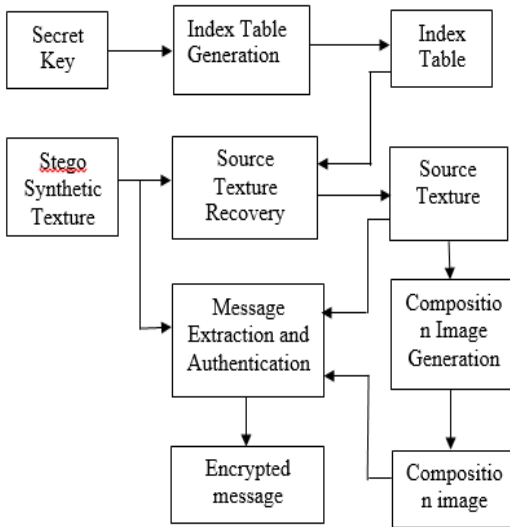 Secret
Key
Index Table
Generation
Index
Table
Stego
Synthetic
Texture
Source
Texture
Recovery
Source
Texture
Message
Extraction and
Authentication
Compositio
n Image
Generation
Encrypted
message
Compositio
n image